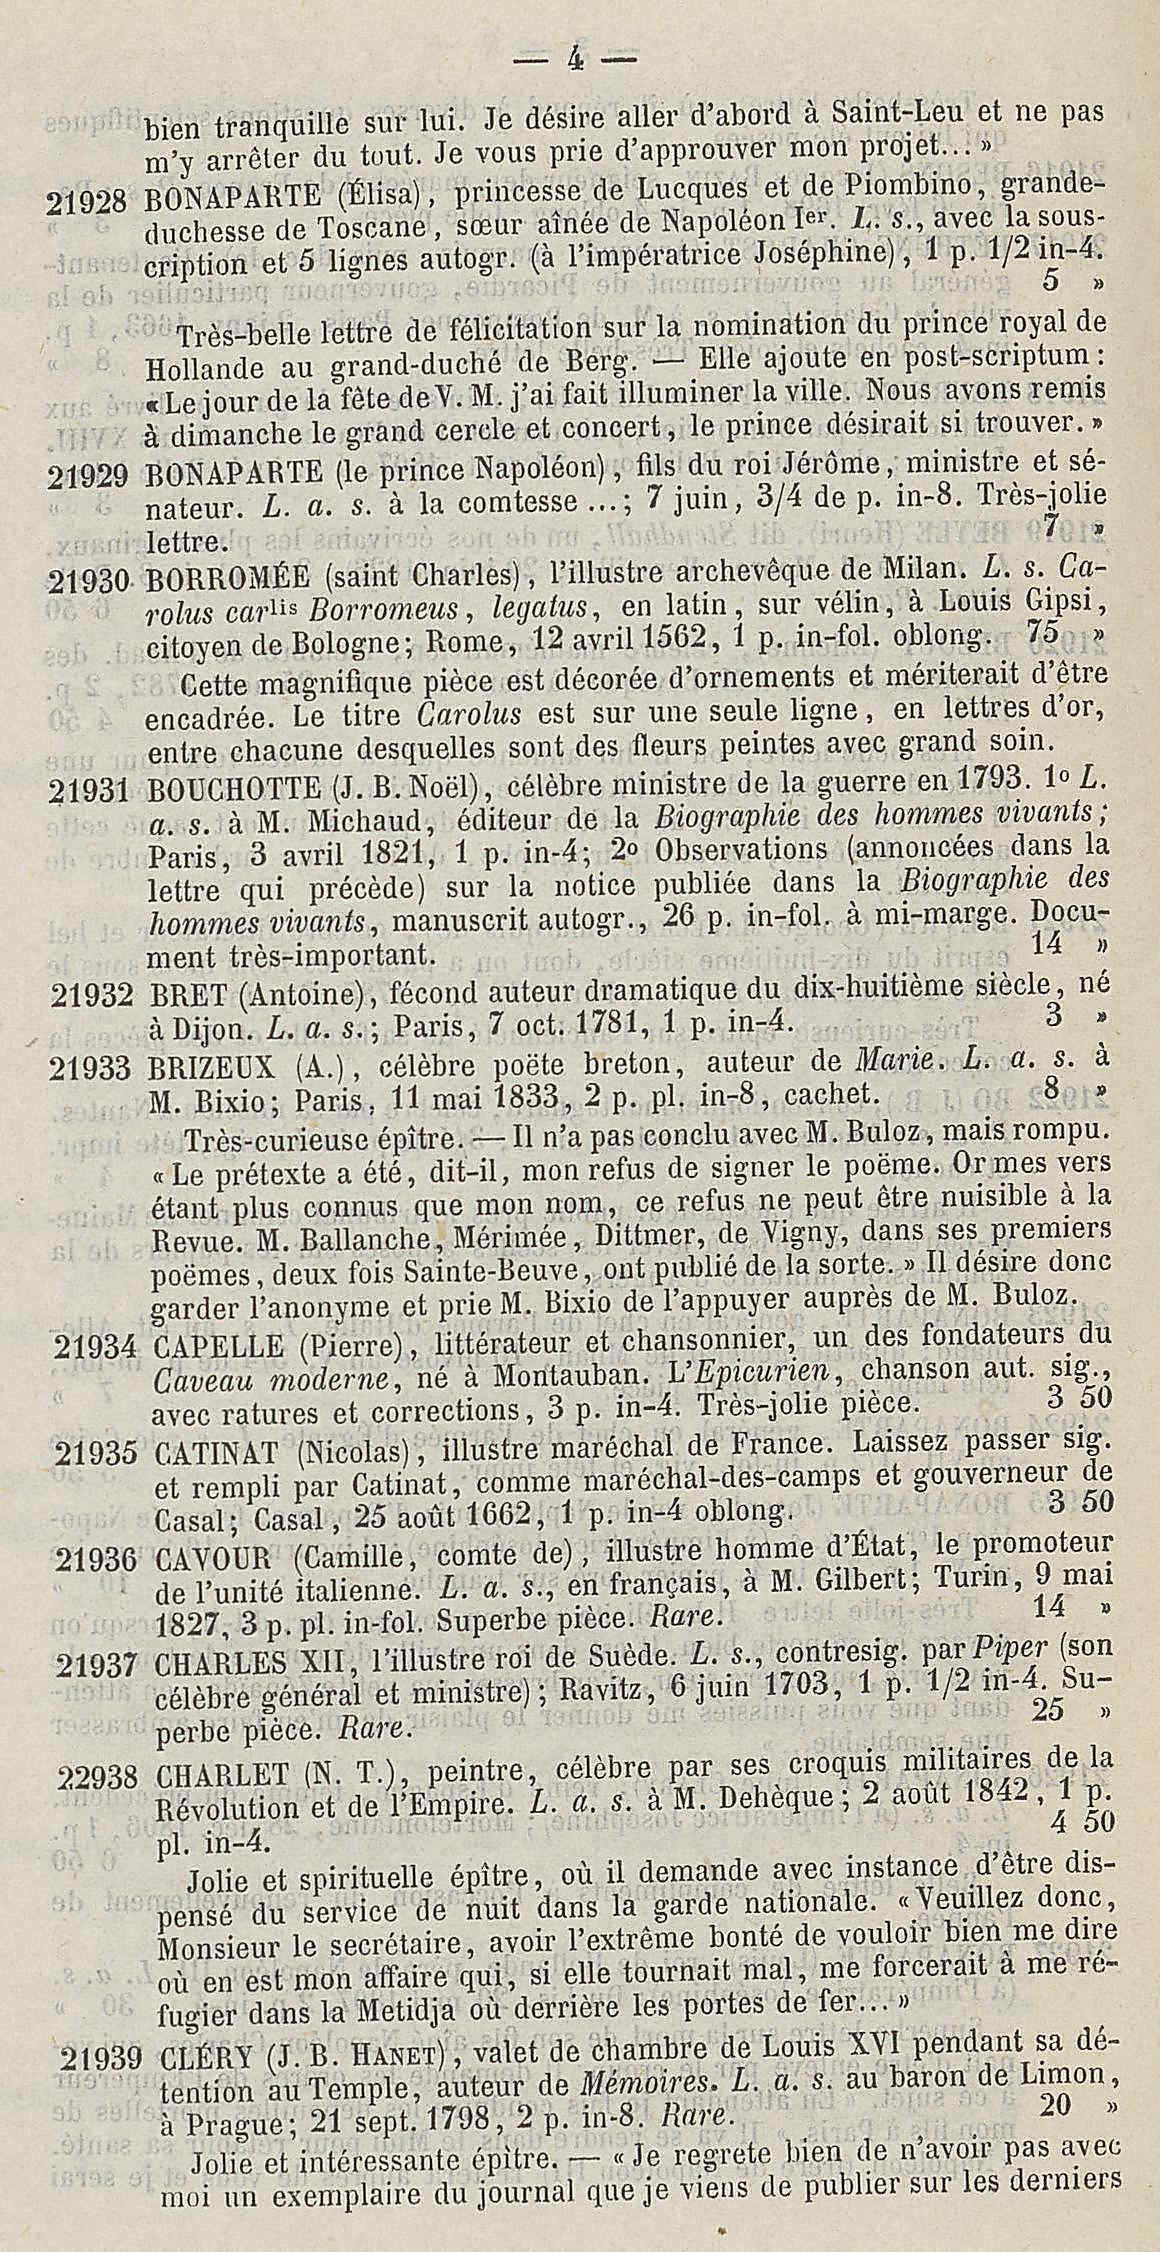 — 4 —
bien tranquille sur lui. Je désire aller d'abord à Saint-Leu et ne pas
m'y arrêter du tout. Je vous prie d'approuver mon projet... »
21928 BONAPARTE (Élisa), princesse de Lucques et de Piombino, grande-
duchesse de Toscane, sœur aînée de Napoléon Ier. L. s., avec la sous-
cription et 5 lignes autogr. (à l'impératrice Joséphine), 1 p. 1/2 in-4.
5 »
Très-belle lettre de félicitation sur la nomination du prince royal de
Hollande au grand-duché de Berg. — Elle ajoute en post-scriptum :
« Le jour de la fête de V. M. j'ai fait illuminer la ville. Nous avons remis
à dimanche le grand cercle et concert, le prince désirait si trouver. »
21929 BONAPARTE (le prince Napoléon), fils du roi Jérôme, ministre et sé-
nateur. L. a. s. à la comtesse ...; 7 juin, 3/4 de p. in-8. Très-jolie
lettre. 7 »
21930 BORROMÉE (saint Charles), l'illustre archevêque de Milan. L. s. Ca-
rolus carlis Borromeus, legatus, en latin, sur vélin, à Louis Gipsi,
citoyen de Bologne; Rome, 12 avril 1562, 1 p. in-fol. oblong. 75 »
Cette magnifique pièce est décorée d'ornements et mériterait d'être
encadrée. Le titre Carolus est sur une seule ligne, en lettres d'or,
entre chacune desquelles sont des fleurs peintes avec grand soin.
21931 BOUCHOTTE (J. B. Noël), célèbre ministre de la guerre en 1793. 1o L.
a. s. à M. Michaud, éditeur de la Biographie des hommes vivants;
Paris, 3 avril 1821, 1 p. in-4; 2o Observations (annoncées dans la
lettre qui précède) sur la notice publiée dans la Biographie des
hommes vivants, manuscrit autogr., 26 p. in-fol. à mi-marge. Docu-
ment très-important. 14 »
21932 BRET (Antoine), fécond auteur dramatique du dix-huitième siècle, né
à Dijon. L. a. s.; Paris, 7 oct. 1781, 1 p. in-4. 3 »
21933 BRIZEUX (A.), célèbre poëte breton, auteur de Marie. L. a. s. à
M. Bixio; Paris, 11 mai 1833, 2 p. pl. in-8, cachet. 8 »
Très-curieuse épître. — Il n'a pas conclu avec M. Buloz, mais rompu.
« Le prétexte a été, dit-il, mon refus de signer le poëme. Or mes vers
étant plus connus que mon nom, ce refus ne peut être nuisible à la
Revue. M. Ballanche, Mérimée, Dittmer, de Vigny, dans ses premiers
poëmes, deux fois Sainte-Beuve, ont publié de la sorte. » Il désire donc
garder l'anonyme et prie M. Bixio de l'appuyer auprès de M. Buloz.
21934 CAPELLE (Pierre), littérateur et chansonnier, un des fondateurs du
Caveau moderne, né à Montauban. L'Epicurien, chanson aut. sig.,
avec ratures et corrections, 3 p. in-4. Très-jolie pièce. 3 50
21935 CATINAT (Nicolas), illustre maréchal de France. Laissez passer sig.
et rempli par Catinat, comme maréchal-des-camps et gouverneur de
Casal; Casal, 25 août 1662, 1 p. in-4 oblong. 3 50
21936 CAVOUR (Camille, comte de), illustre homme d'État, le promoteur
de l'unité italienne. L. a. s., en français, à M. Gilbert; Turin, 9 mai
1827, 3 p. pl. in-fol. Superbe pièce. Rare. 14 »
21937 CHARLES XII, l'illustre roi de Suède. L. s., contresig. par Piper (son
célèbre général et ministre); Ravitz, 6 juin 1703, 1 p. 1/2 in-4. Su-
perbe pièce. Rare. 25 »
22938 CHARLET (N. T.), peintre, célèbre par ses croquis militaires de la
Révolution et de l'Empire. L. a. s. à M. Dehèque; 2 août 1842, 1 p.
pl. in-4. 4 50
Jolie et spirituelle épître, où il demande avec instance d'être dis-
pensé du service de nuit dans la garde nationale. « Veuillez donc,
Monsieur le secrétaire, avoir l'extrême bonté de vouloir bien me dire
où en est mon affaire qui, si elle tournait mal, me forcerait à me ré-
fugier dans la Metidja où derrière les portes de fer... »
21939 CLÉRY (J. B. HANET), valet de chambre de Louis XVI pendant sa dé-
tention au Temple, auteur de Mémoires. L. a. s. au baron de Limon,
à Prague; 21 sept. 1798, 2 p. in-8. Rare. 20 »
Jolie et intéressante épître. — « Je regrete bien de n'avoir pas avec
moi un exemplaire du journal que je viens de publier sur les derniers